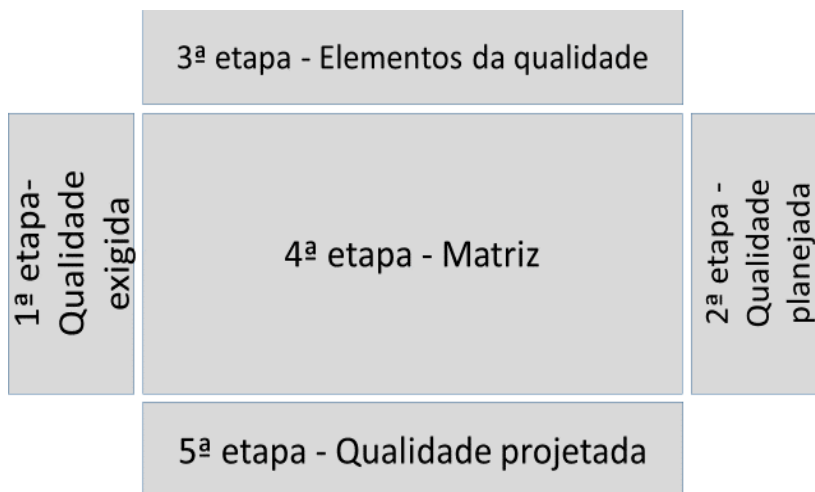 3ª etapa - Elementos da qualidade
1ª etapa-
Qualidade
exigida
4ª etapa - Matriz
2ª etapa -
Qualidade
planejada
5ª etapa - Qualidade projetada